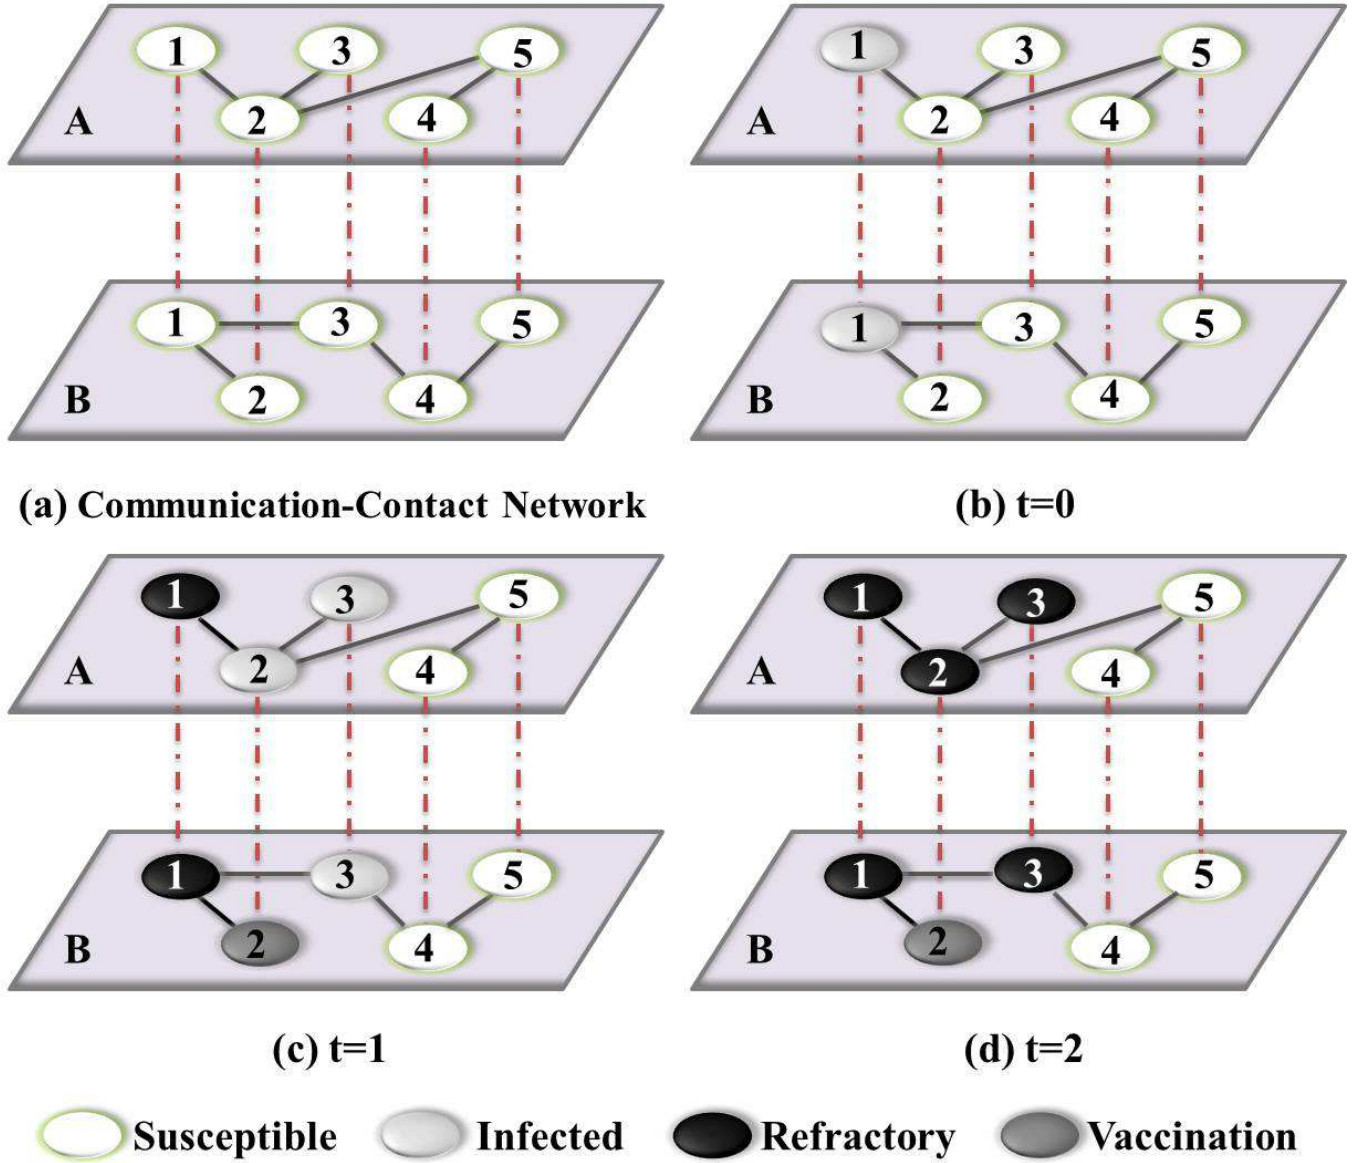 1 3 5
A 2 4
1 3 5
B 2 4
(a) Communication-Contact Network
1 3 5
A 2 4
1 3 5
B 2 4
(b) t=0
1 3 5
A 2 4
1 3 5
B 2 4
(c) t=1
1 3 5
A 2 4
1 3 5
B 2 4
(d) t=2
Susceptible Infected Refractory Vaccination